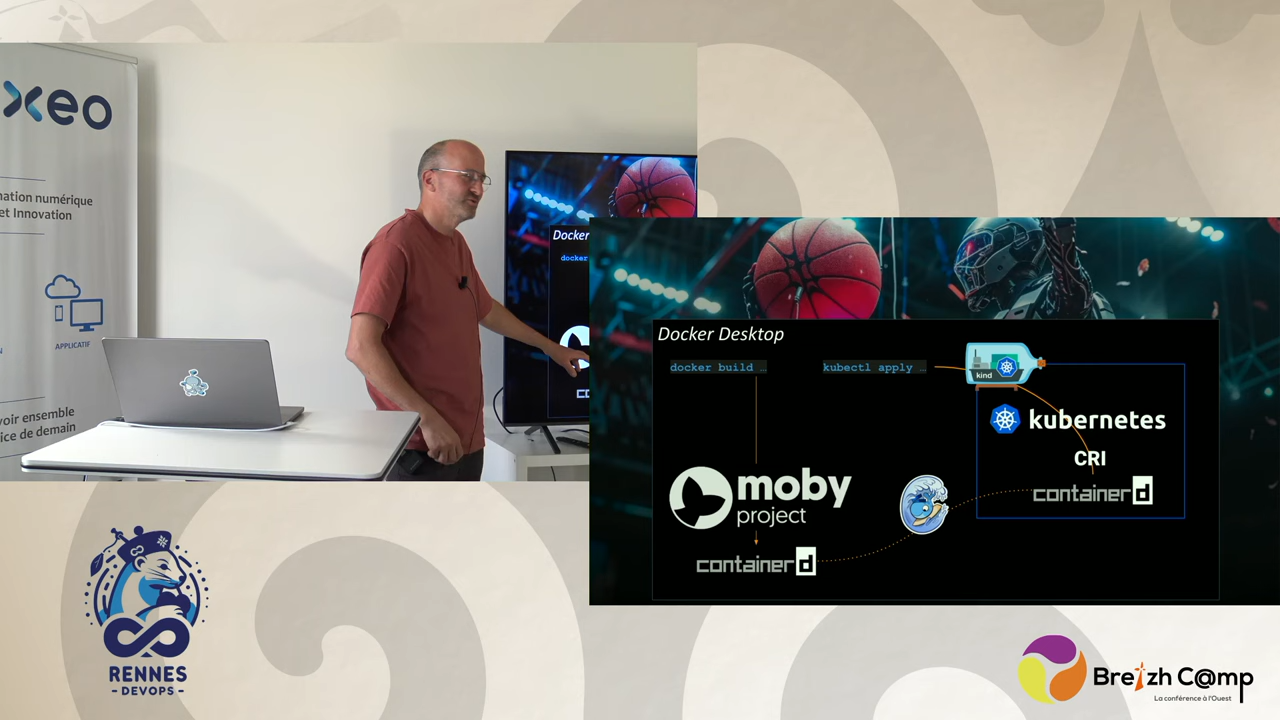 xeo
nation numérique
et Innovation
APPLICATIF
voir ensemble
ice de demain
Docker
docker
Docker Desktop
docker build …
kubectl apply …
kind
kubernetes
CRI
containerd
moby
project
containerd
RENNES
- DEVOPS -
Breizh C@mp
La conférence à l'Ouest